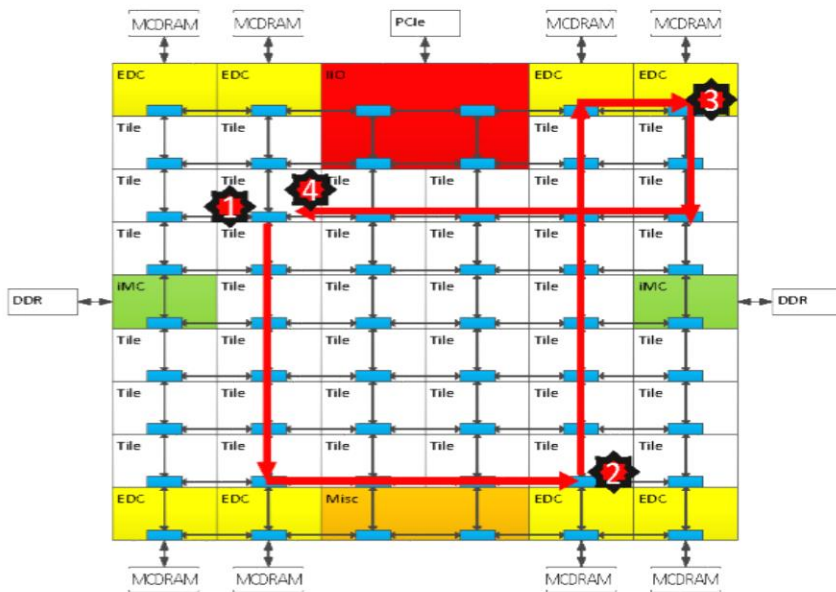 MCDRAM MCDRAM PCIe MCDRAM MCDRAM
EDC EDC IIO EDC EDC
3
Tile Tile Tile Tile
Tile Tile Tile Tile Tile Tile
4
1
Tile Tile Tile Tile Tile Tile
iMC Tile Tile Tile Tile iMC
DDR DDR
Tile Tile Tile Tile Tile Tile
Tile Tile Tile Tile Tile Tile
Tile Tile Tile Tile Tile Tile
2
EDC EDC Misc EDC EDC
MCDRAM MCDRAM MCDRAM MCDRAM